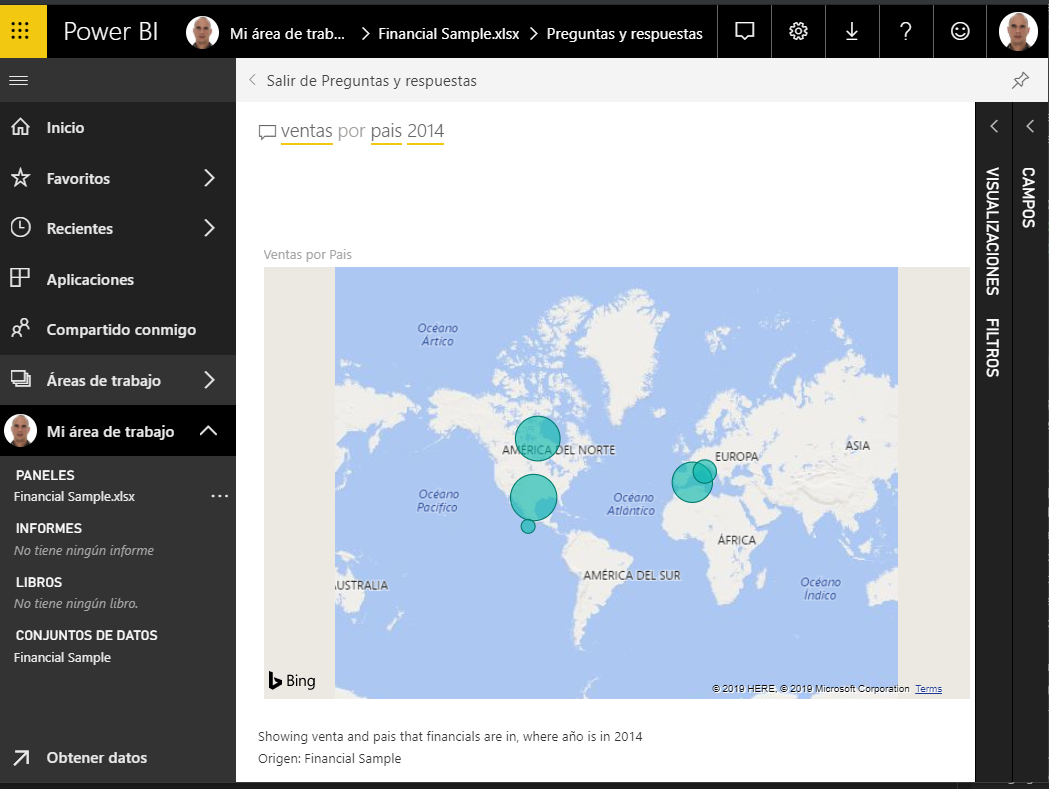 Power BI
Mi área de trab... > Financial Sample.xlsx > Preguntas y respuestas
?
Salir de Preguntas y respuestas
Inicio
Favoritos
Recientes
Aplicaciones
Compartido conmigo
Áreas de trabajo
Mi área de trabajo
PANELES
Financial Sample.xlsx ...
INFORMES
No tiene ningún informe
LIBROS
No tiene ningún libro.
CONJUNTOS DE DATOS
Financial Sample
Obtener datos
ventas por pais 2014
Ventas por Pais
Océano
Ártico
AMÉRICA DEL NORTE
EUROPA
ASIA
Océano
Pacífico
Océano
Atlántico
ÁFRICA
AMÉRICA DEL SUR
USTRALIA
Océano
Índico
Bing
© 2019 HERE, © 2019 Microsoft Corporation Terms
Showing venta and pais that financials are in, where año is in 2014
Origen: Financial Sample
VISUALIZACIONES
FILTROS
CAMPOS